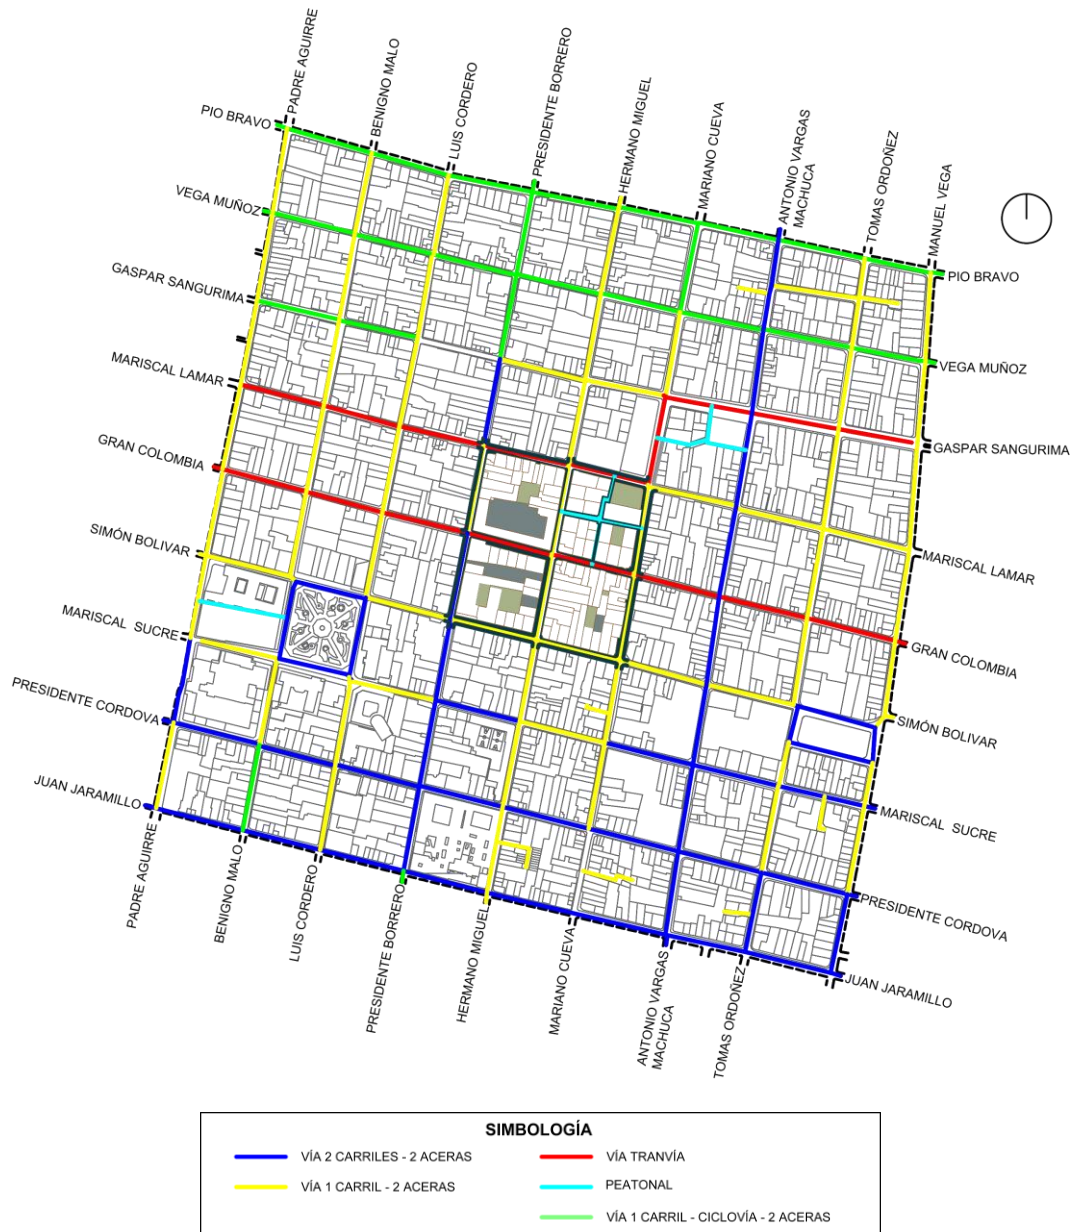 PADRE AGUIRRE
BENIGNO MALO
LUIS CORDERO
PRESIDENTE BORRERO
HERMANO MIGUEL
MARIANO CUEVA
ANTONIO VARGAS
MACHUCA
TOMAS ORDOÑEZ
MANUEL VEGA
PIO BRAVO
VEGA MUÑOZ
GASPAR SANGURIMA
MARISCAL LAMAR
GRAN COLOMBIA
SIMÓN BOLIVAR
MARISCAL SUCRE
PRESIDENTE CORDOVA
JUAN JARAMILLO
PIO BRAVO
VEGA MUÑOZ
GASPAR SANGURIMA
MARISCAL LAMAR
GRAN COLOMBIA
SIMÓN BOLIVAR
MARISCAL SUCRE
PRESIDENTE CORDOVA
JUAN JARAMILLO
PADRE AGUIRRE
BENIGNO MALO
LUIS CORDERO
PRESIDENTE BORRERO
HERMANO MIGUEL
MARIANO CUEVA
ANTONIO VARGAS
MACHUCA
TOMAS ORDOÑEZ
SIMBOLOGÍA
VÍA 2 CARRILES - 2 ACERAS
VÍA TRANVÍA
VÍA 1 CARRIL - 2 ACERAS
PEATONAL
VÍA 1 CARRIL - CICLOVÍA - 2 ACERAS